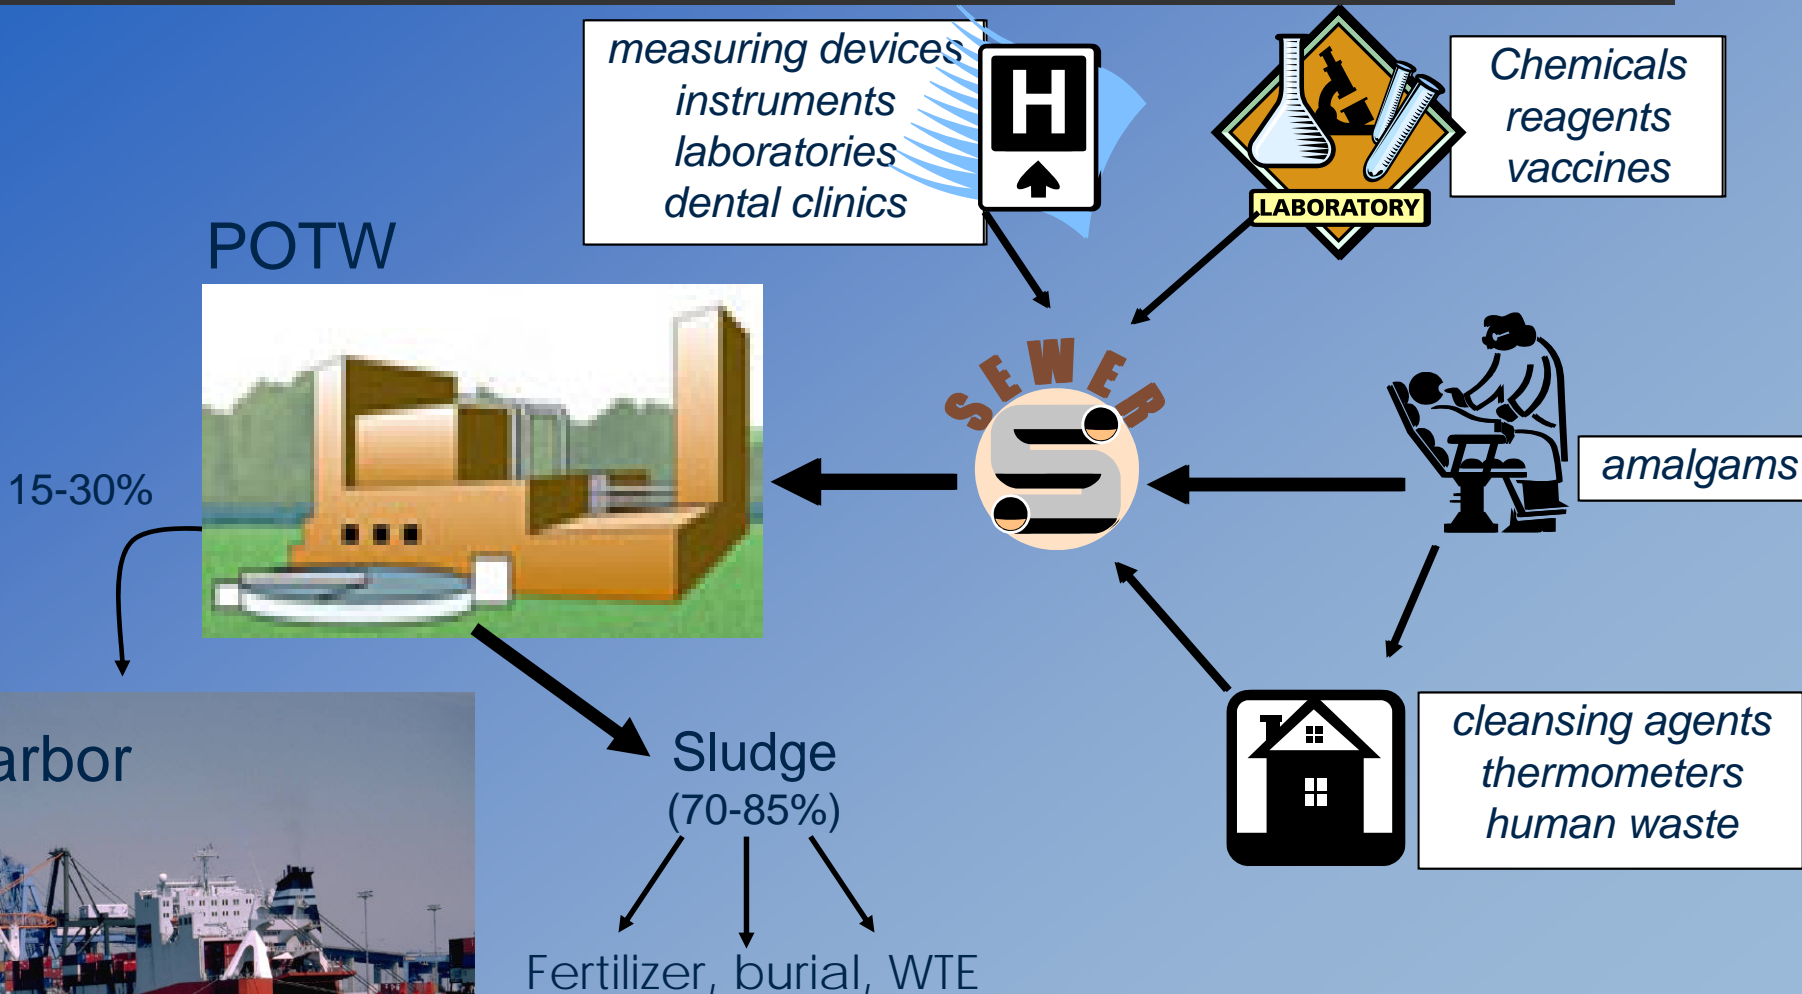 measuring devices
instruments
laboratories
dental clinics
H
Chemicals
reagents
vaccines
LABORATORY
POTW
SEWER
amalgams
15-30%
cleansing agents
thermometers
human waste
arbor
Sludge
(70-85%)
Fertilizer, burial, WTE